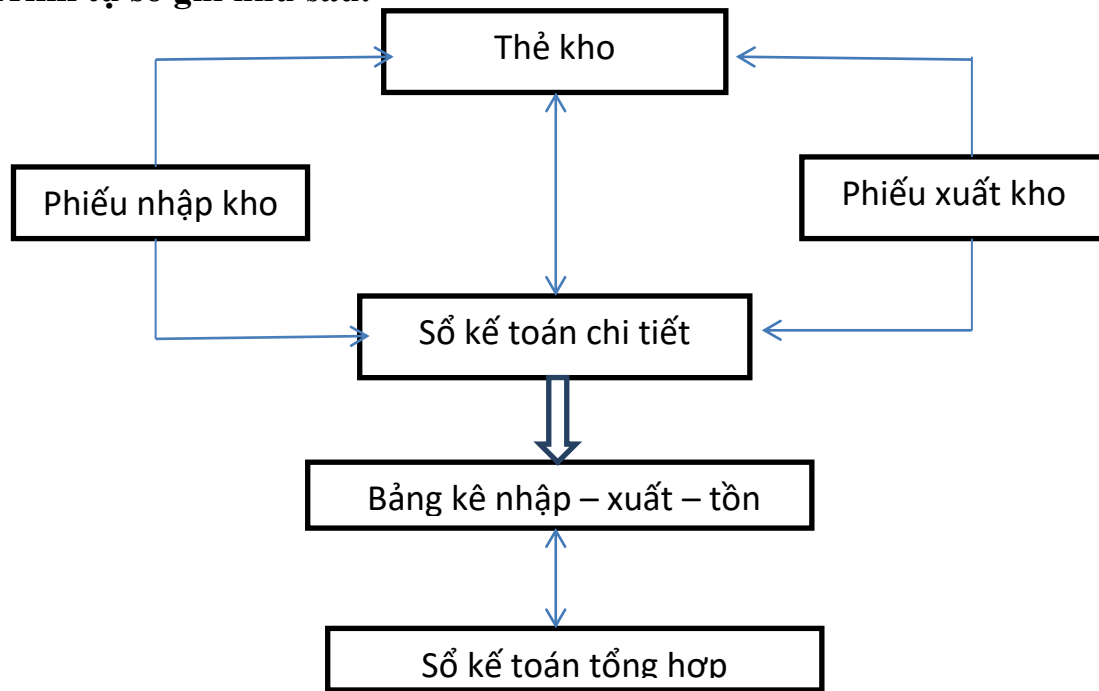 Thẻ kho
Phiếu nhập kho
Phiếu xuất kho
Sổ kế toán chi tiết
Bảng kê nhập – xuất – tồn
Sổ kế toán tổng hợp